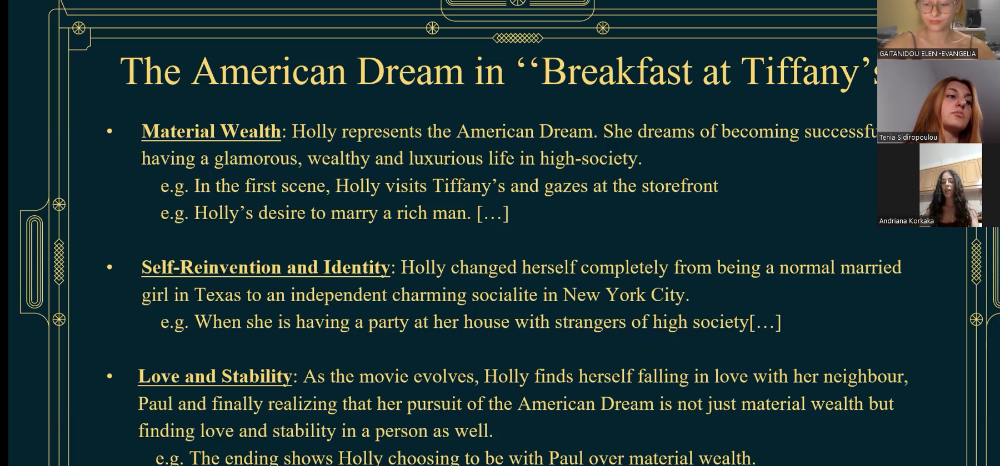 The American Dream in ‘‘Breakfast at Tiffany’s
• Material Wealth: Holly represents the American Dream. She dreams of becoming
having a glamorous, wealthy and luxurious life in high-society.
e.g. In the first scene, Holly visits Tiffany’s and gazes at the storefront
e.g. Holly’s desire to marry a rich man. […]
• Self-Reinvention and Identity: Holly changed herself completely from being a normal married
girl in Texas to an independent charming socialite in New York City.
e.g. When she is having a party at her house with strangers of high society[…]
• Love and Stability: As the movie evolves, Holly finds herself falling in love with her neighbour,
Paul and finally realizing that her pursuit of the American Dream is not just material wealth but
finding love and stability in a person as well.
e.g. The ending shows Holly choosing to be with Paul over material wealth.
GAITANIDOU ELENI-EVANGELIA
Tenia Sidiropoulou
Andriana Korkaka